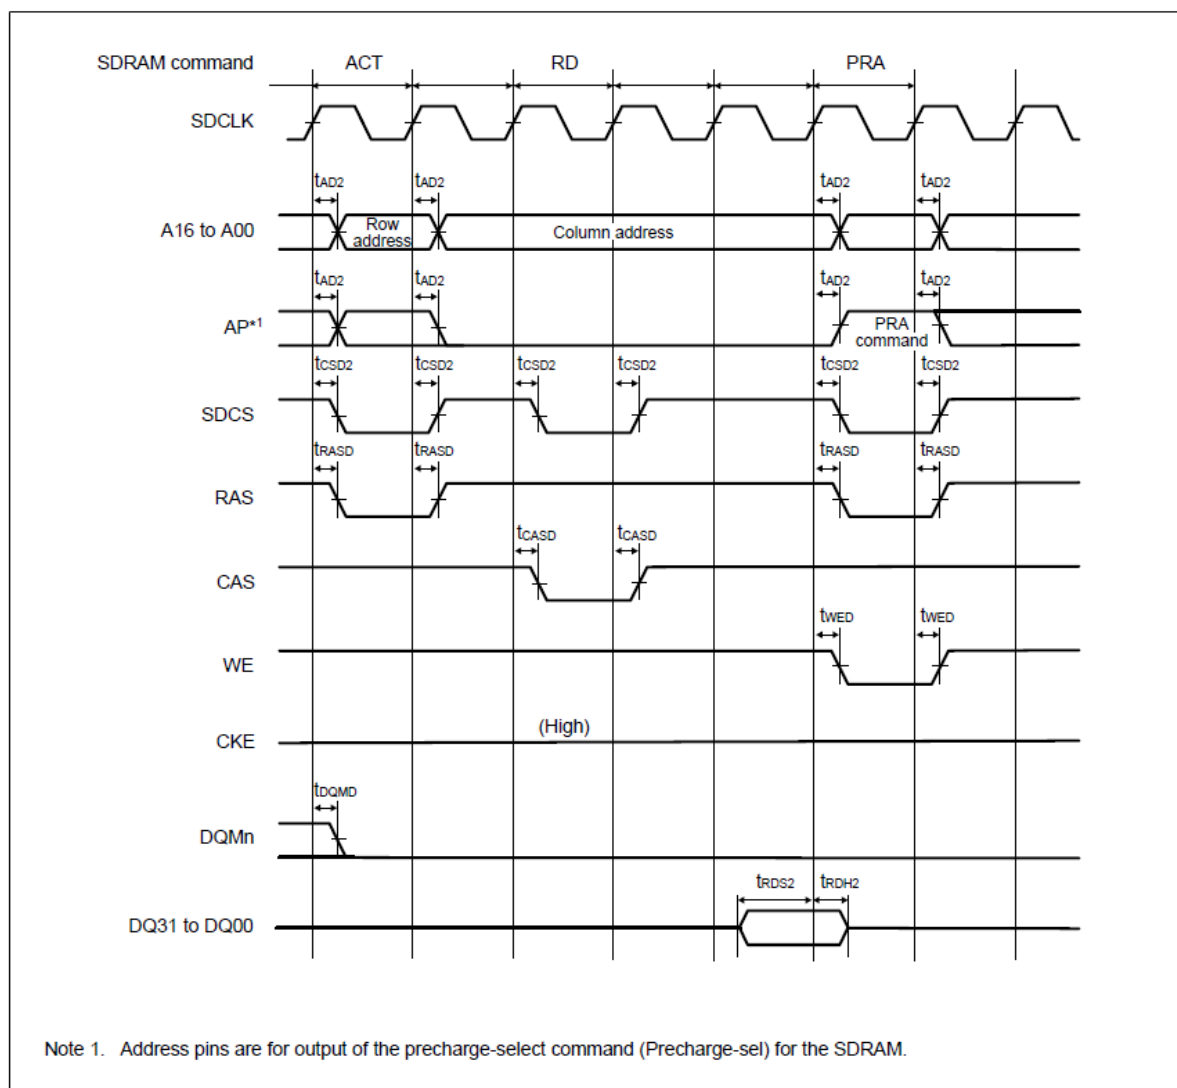 SDRAM command ACT RD PRA
SDCLK
tAD2 tAD2 tAD2 tAD2
A16 to A00 Row address Column address
tAD2 tAD2 tAD2 tAD2
AP*1 PRA command
tCSD2 tCSD2 tCSD2 tCSD2 tCSD2 tCSD2
SDCS
tRASD tRASD tRASD tRASD
RAS
tCASD tCASD
CAS
tWED tWED
WE
(High)
CKE
tDQMD
DQMn
tRDS2 tRDH2
DQ31 to DQ00
Note 1. Address pins are for output of the precharge-select command (Precharge-sel) for the SDRAM.